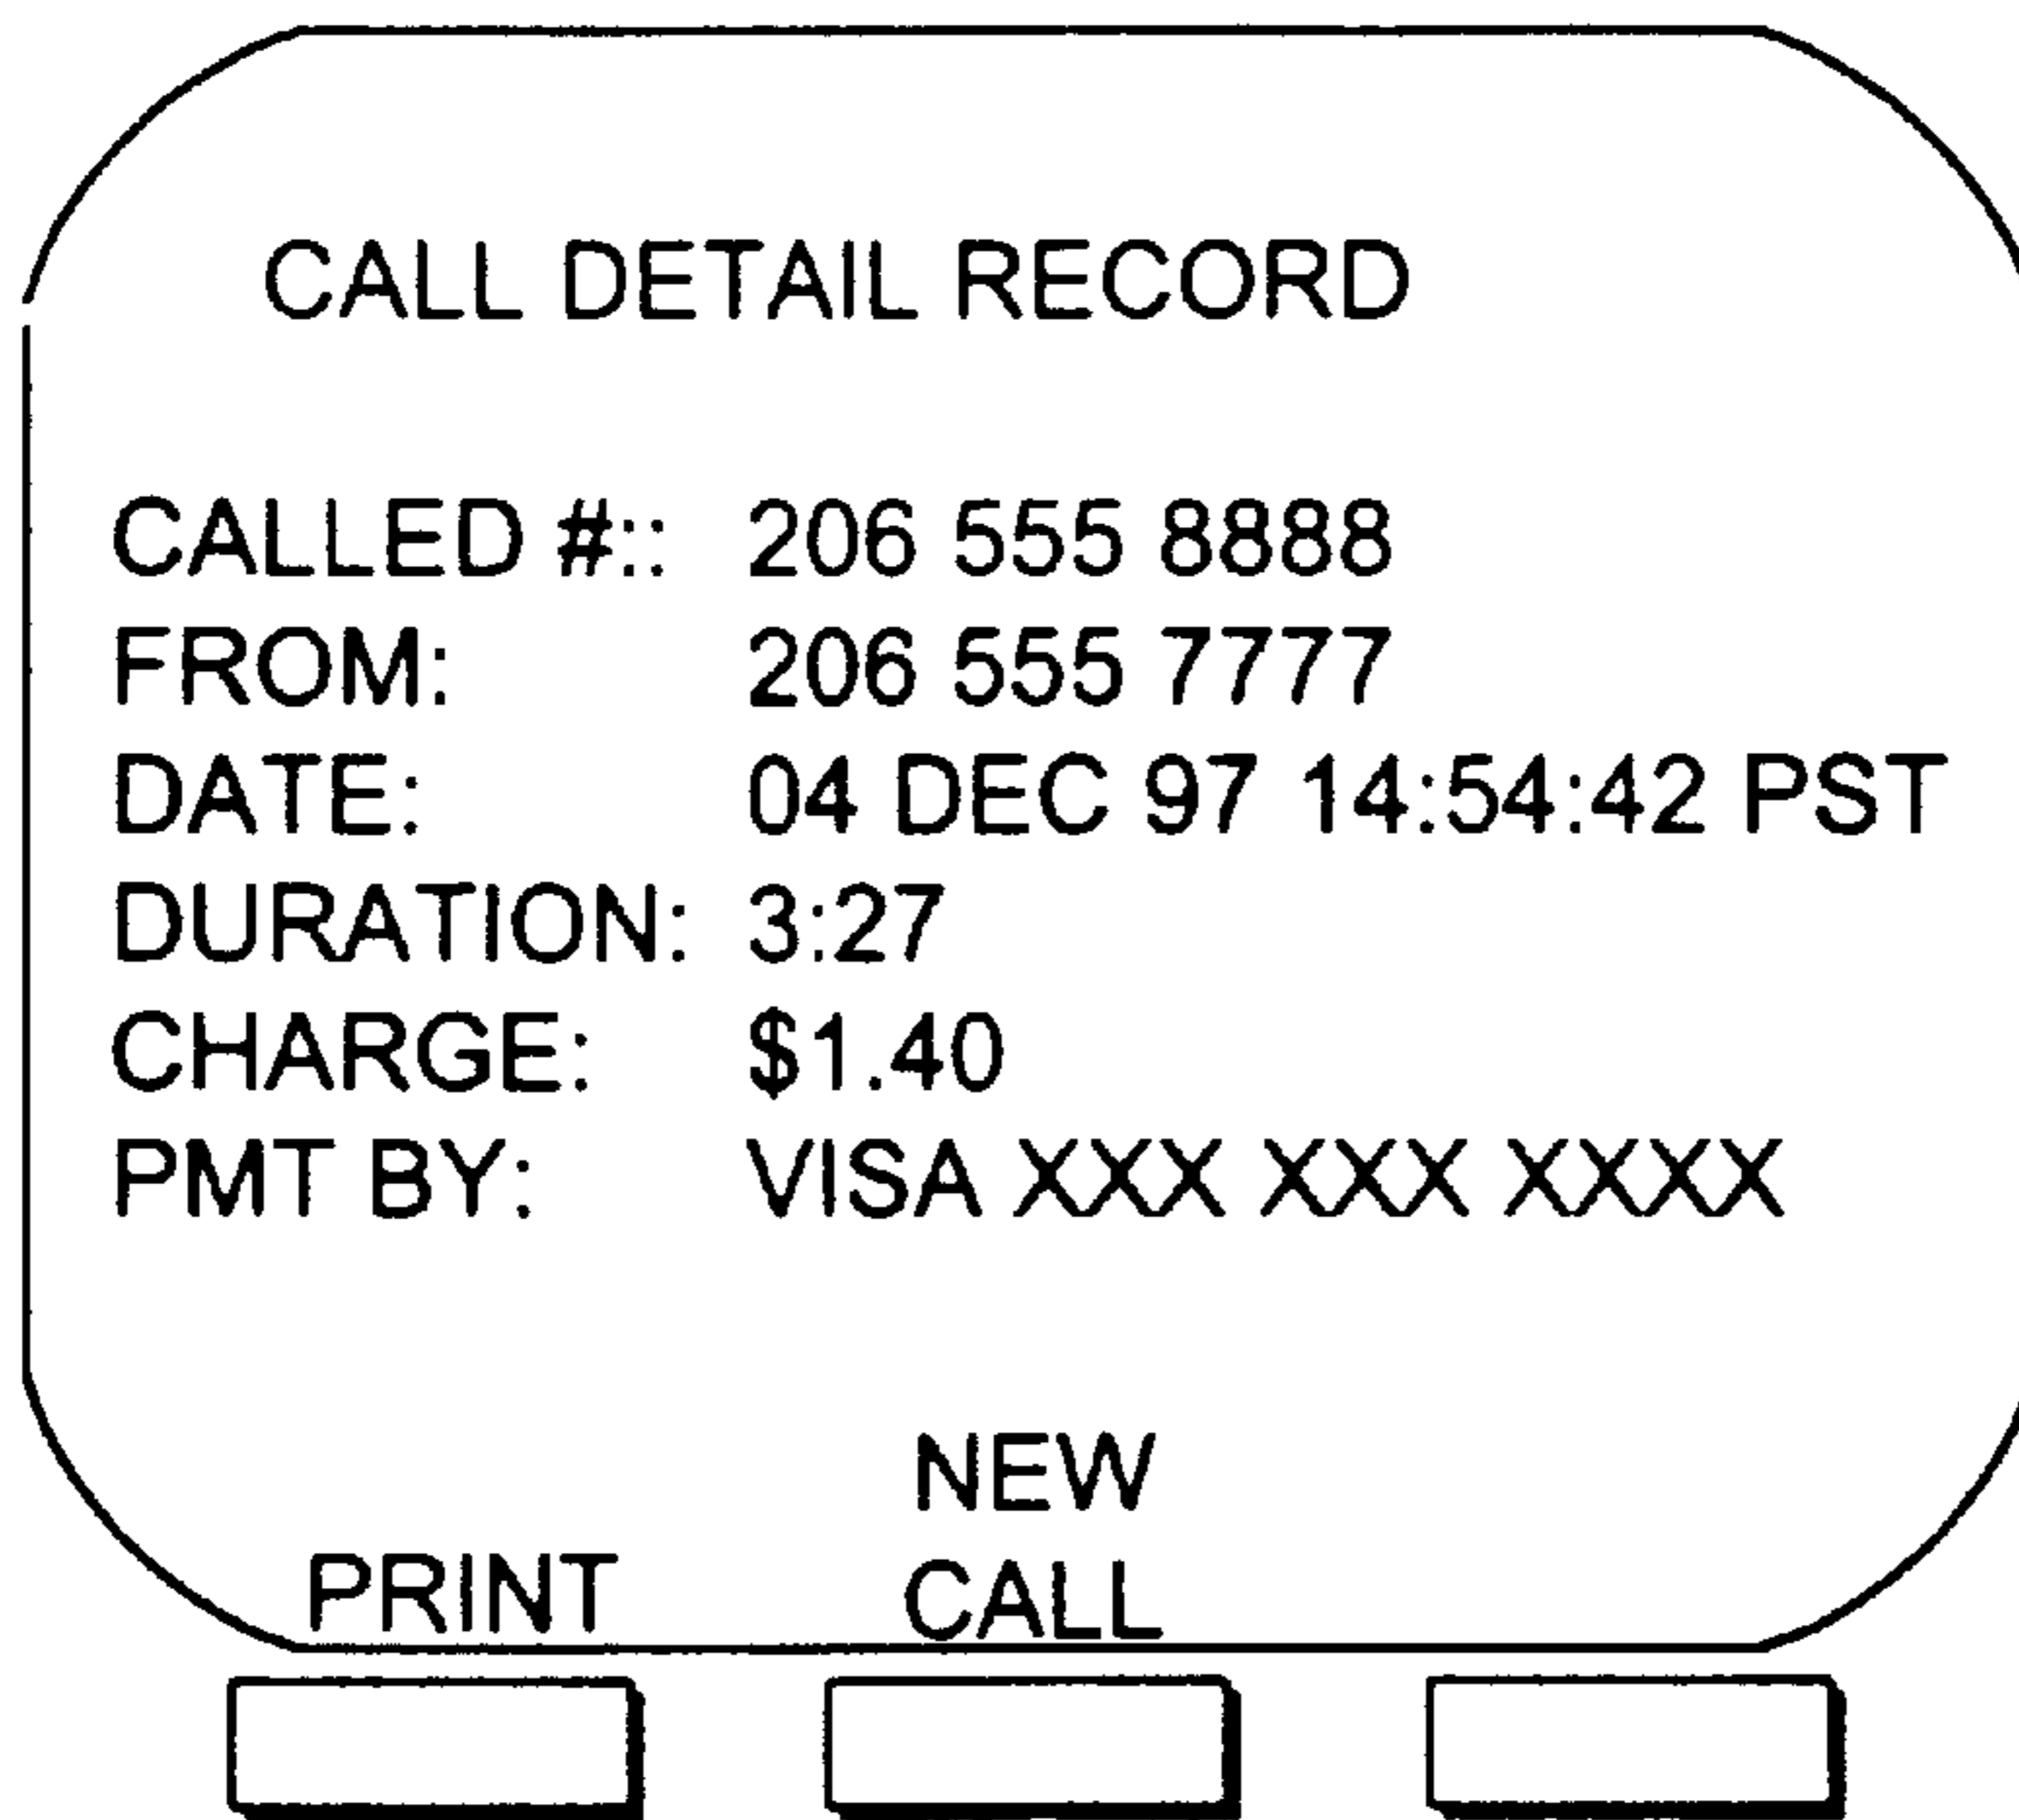 CALL DETAIL RECORD
CALLED #:: 206 555 8888
FROM: 206 555 7777
DATE: 04 DEC 97 14:54:42 PST
DURATION: 3:27
CHARGE: $1.40
PMT BY: VISA XXX XXX XXXX
NEW
PRINT CALL